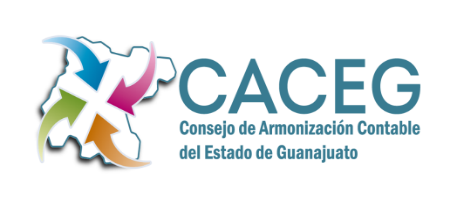 CACEG
Consejo de Armonización Contable
del Estado de Guanajuato